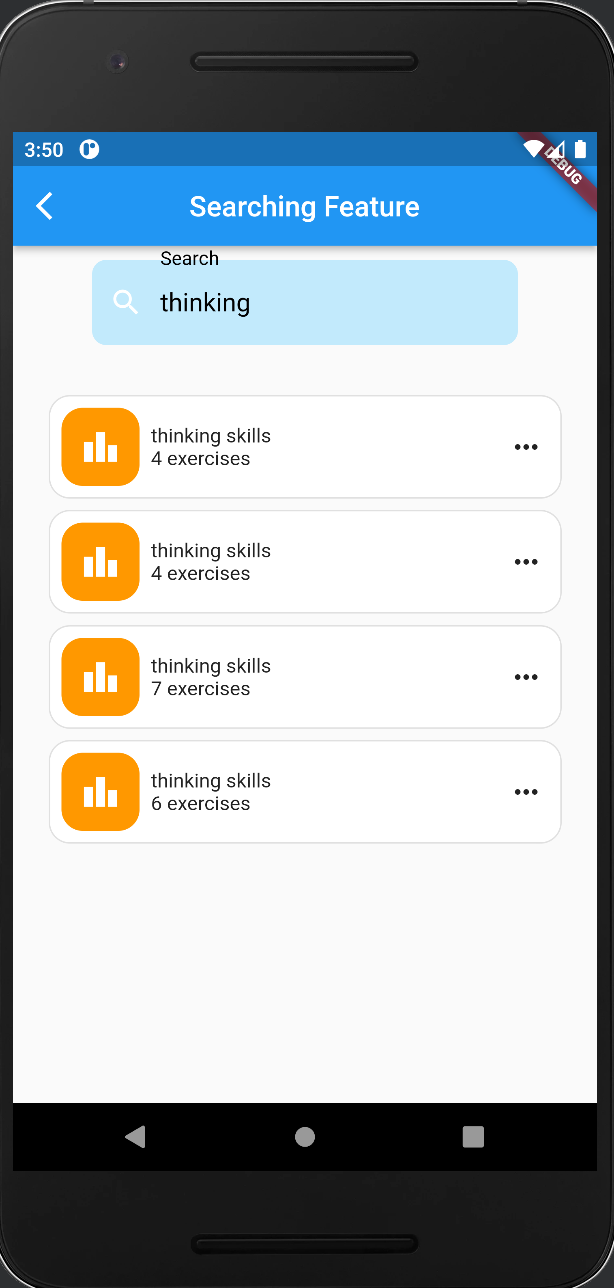 3:50
DEBUG
Searching Feature
Search
thinking
thinking skills
4 exercises
thinking skills
4 exercises
thinking skills
7 exercises
thinking skills
6 exercises